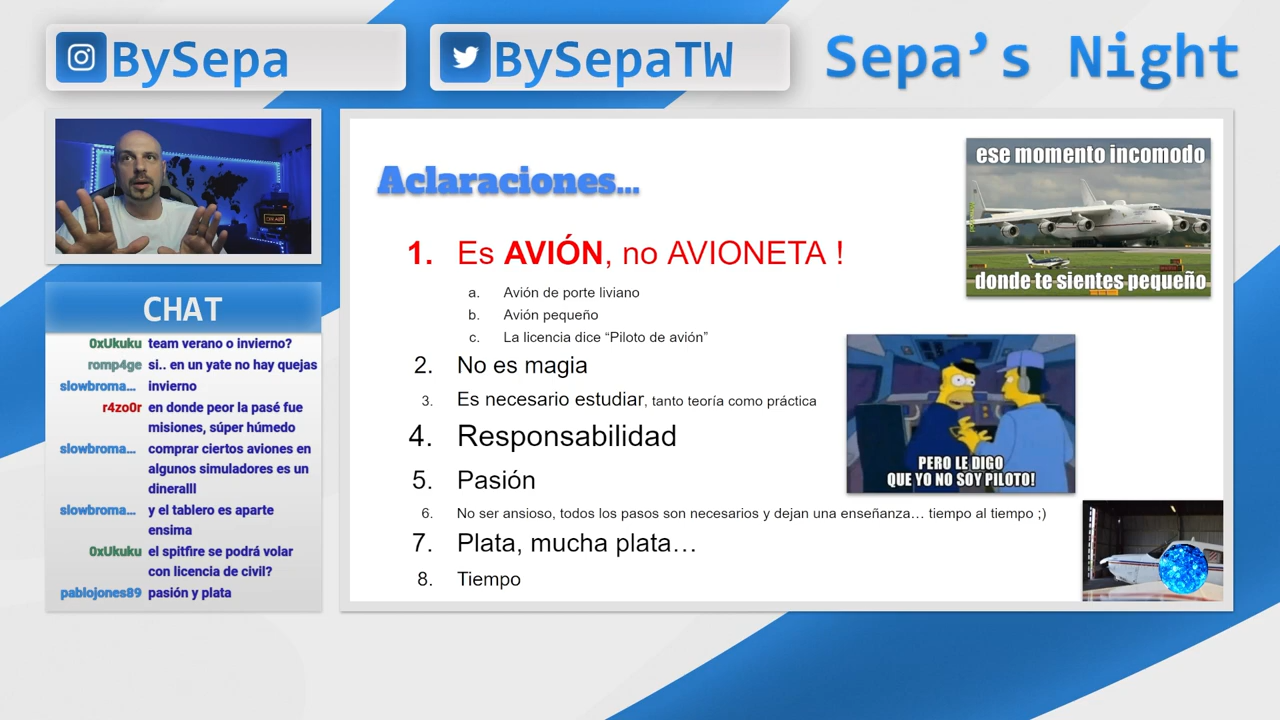 BySepa
BySepaTW
Sepa's Night
CHAT
0xUkuku team verano o invierno?
romp4ge si.. en un yate no hay quejas
slowbroma... invierno
r4zo0r en donde peor la pasé fue
misiones, súper húmedo
slowbroma... comprar ciertos aviones en
algunos simuladores es un
dineralll
slowbroma... y el tablero es aparte
ensima
0xUkuku el spitfire se podrá volar
con licencia de civil?
pablojones89 pasión y plata
Aclaraciones...
1. Es AVIÓN, no AVIONETA !
a. Avión de porte liviano
b. Avión pequeño
c. La licencia dice “Piloto de avión”
2. No es magia
3. Es necesario estudiar, tanto teoría como práctica
4. Responsabilidad
5. Pasión
6. No ser ansioso, todos los pasos son necesarios y dejan una enseñanza… tiempo al tiempo ;)
7. Plata, mucha plata…
8. Tiempo
ese momento incomodo
donde te sientes pequeño
PERO LE DIGO
QUE YO NO SOY PILOTO!